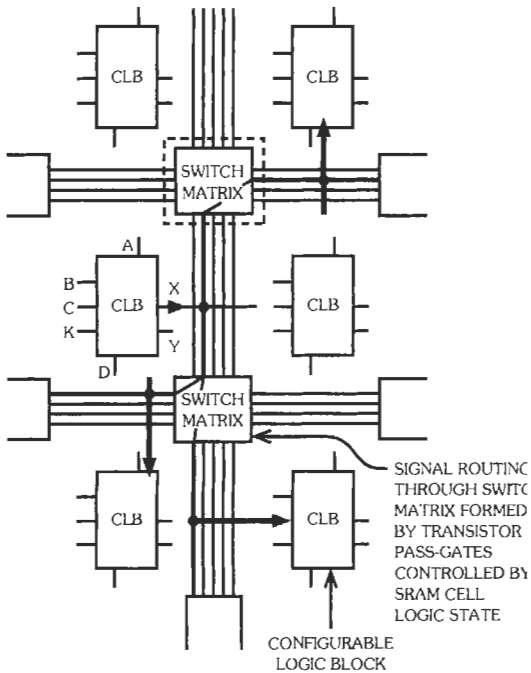 CLB
CLB
SWITCH
MATRIX
A
B
C
K
D
CLB
X
Y
CLB
SWITCH
MATRIX
CLB
CLB
SIGNAL ROUTING
THROUGH SWITC
MATRIX FORMED
BY TRANSISTOR
PASS-GATES
CONTROLLED BY
SRAM CELL
LOGIC STATE
CONFIGURABLE
LOGIC BLOCK